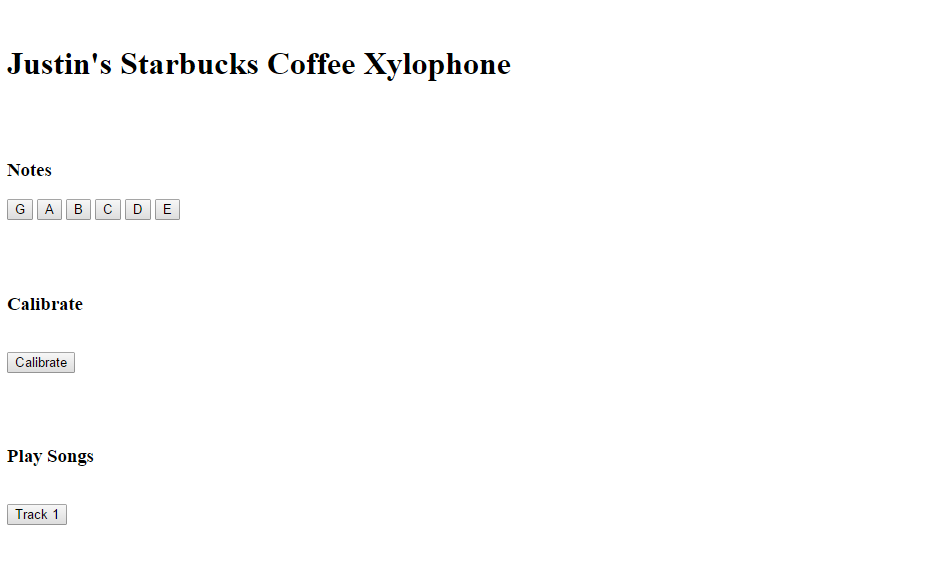 Justin's Starbucks Coffee Xylophone
Notes
G A B C D E
Calibrate
Calibrate
Play Songs
Track 1